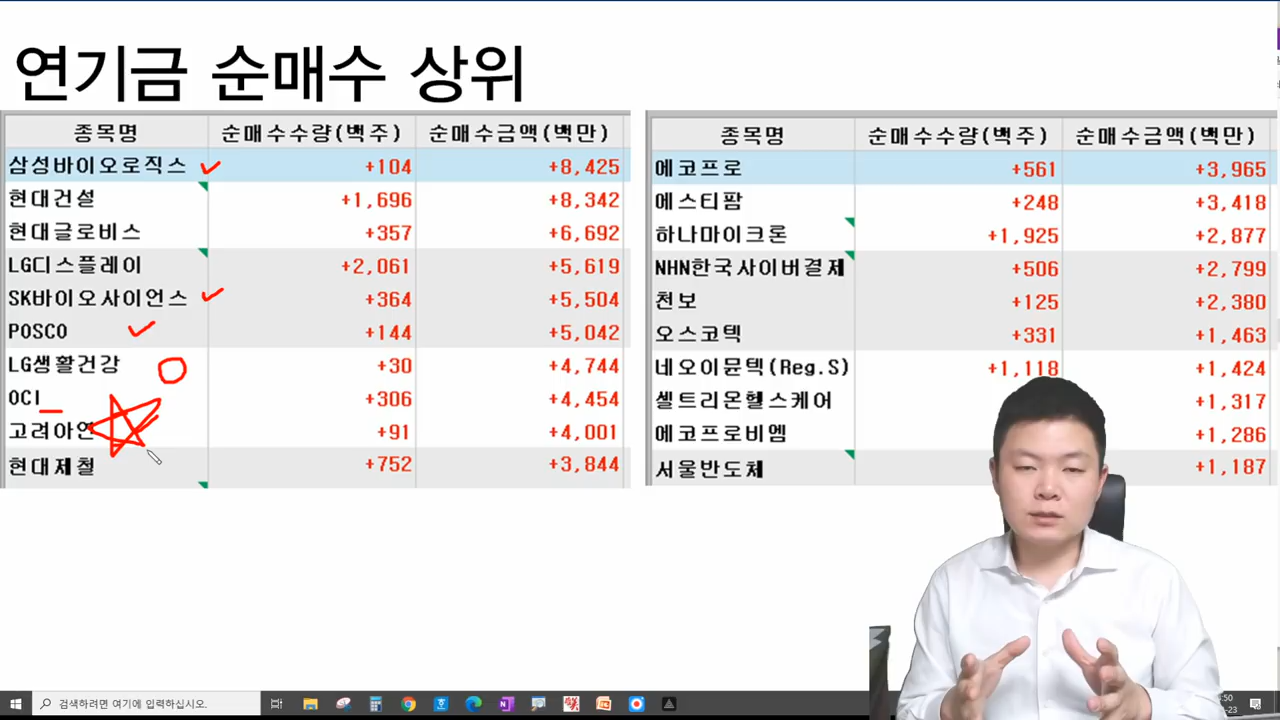 연기금 순매수 상위
종목명 순매수수량(백주) 순매수금액(백만)
삼성바이오로직스 +104 +8,425
현대건설 +1,696 +8,342
현대글로비스 +357 +6,692
LG디스플레이 +2,061 +5,619
SK바이오사이언스 +364 +5,504
POSCO +144 +5,042
LG생활건강 +30 +4,744
OCI +306 +4,454
고려아연 +91 +4,001
현대제철 +752 +3,844
종목명 순매수수량(백주) 순매수금액(백만)
에코프로 +561 +3,965
에스티팜 +248 +3,418
하나마이크론 +1,925 +2,877
NHN한국사이버결제 +506 +2,799
천보 +125 +2,380
오스코텍 +331 +1,463
네오이뮨텍(Reg.S) +1,118 +1,424
셀트리온헬스케어 +1,317
에코프로비엠 +1,286
서울반도체 +1,187
검색하려면 여기에 입력하십시오.
:50
-23